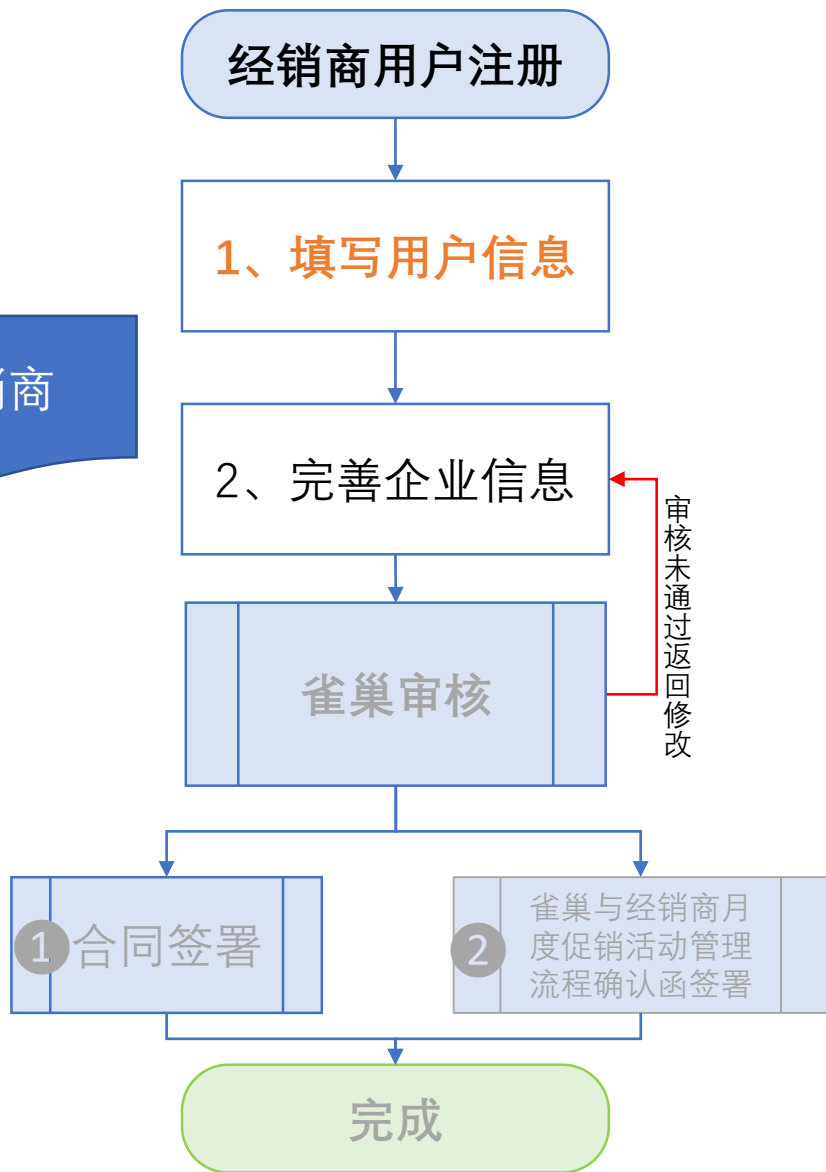 经销商用户注册
1、填写用户信息
商
2、完善企业信息
审核未通过返回修改
雀巢审核
1 合同签署
2
雀巢与经销商月
度促销活动管理
流程确认函签署
完成